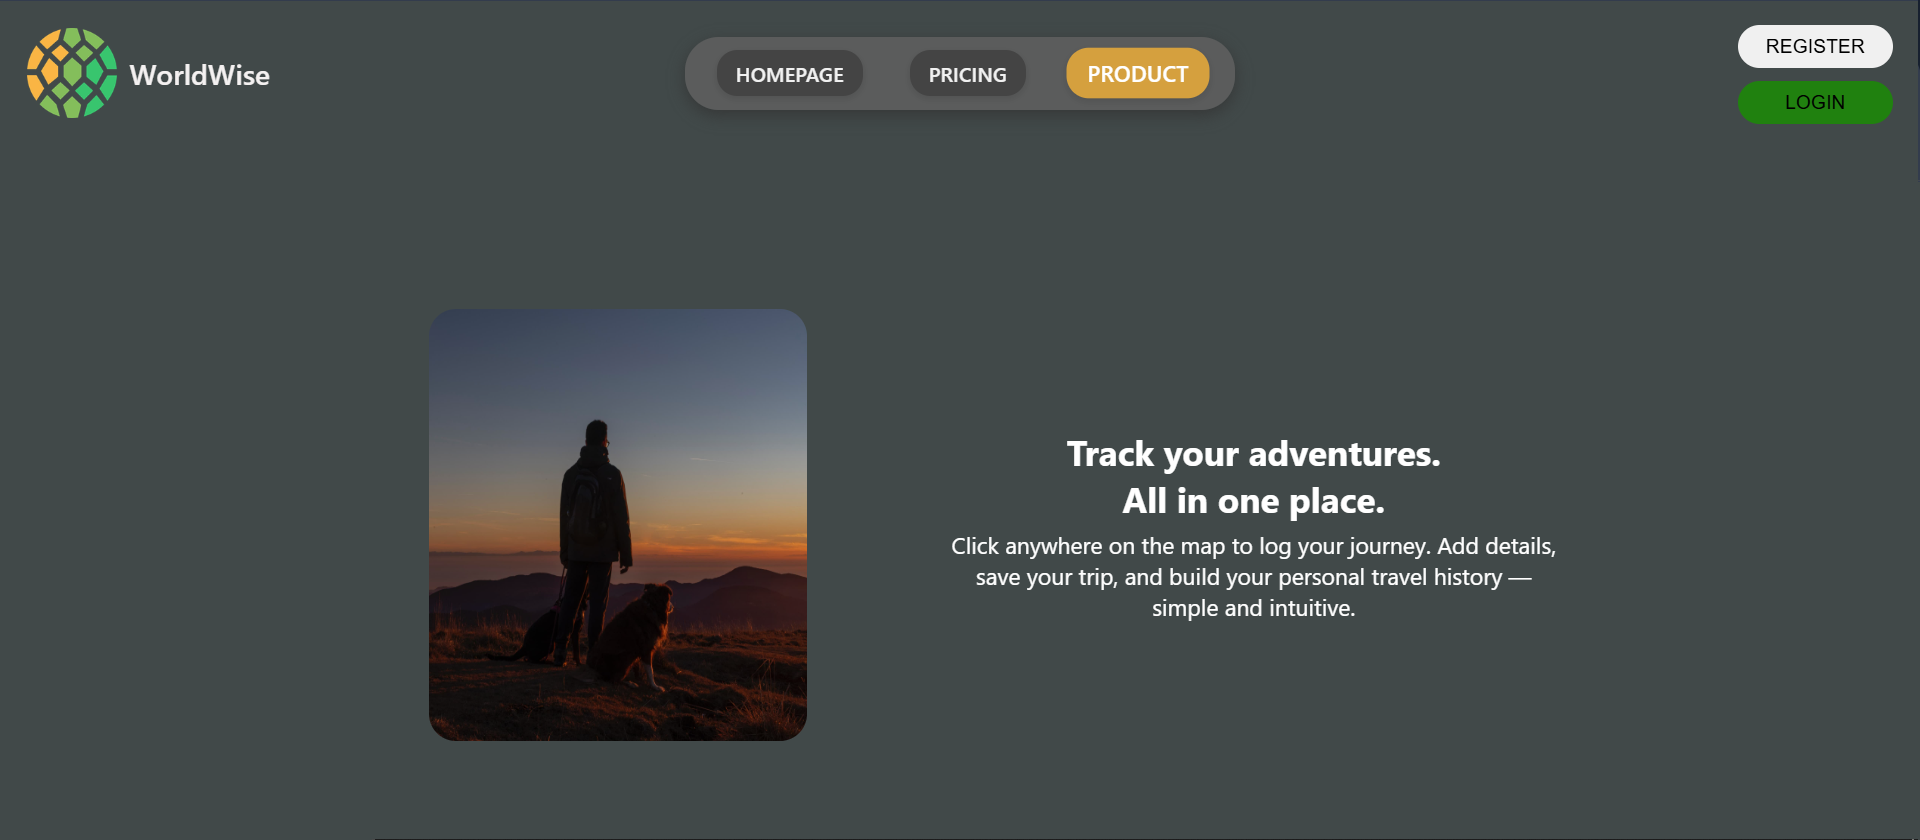 WorldWise
HOMEPAGE
PRICING
PRODUCT
REGISTER
LOGIN
Track your adventures.
All in one place.
Click anywhere on the map to log your journey. Add details,
save your trip, and build your personal travel history —
simple and intuitive.